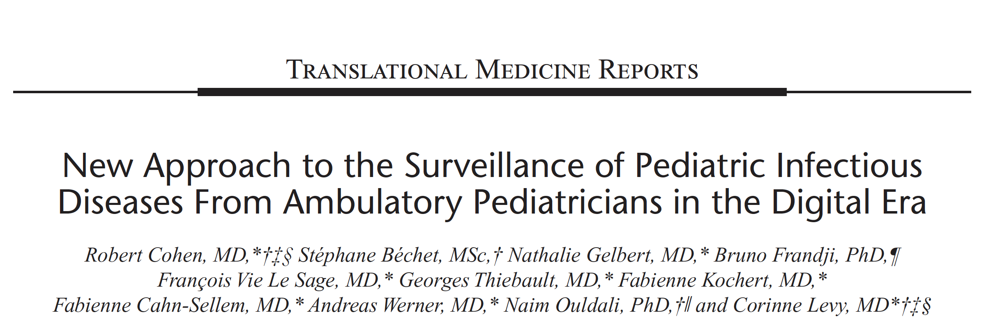 Translational Medicine Reports
New Approach to the Surveillance of Pediatric Infectious
Diseases From Ambulatory Pediatricians in the Digital Era
Robert Cohen, MD,*†‡§ Stéphane Béchet, MSc,† Nathalie Gelbert, MD,* Bruno Frandji, PhD,¶
François Vie Le Sage, MD,* Georges Thiebault, MD,* Fabienne Kochert, MD,*
Fabienne Cahn-Sellem, MD,* Andreas Werner, MD,* Naim Ouldali, PhD,†‖ and Corinne Levy, MD*†‡§